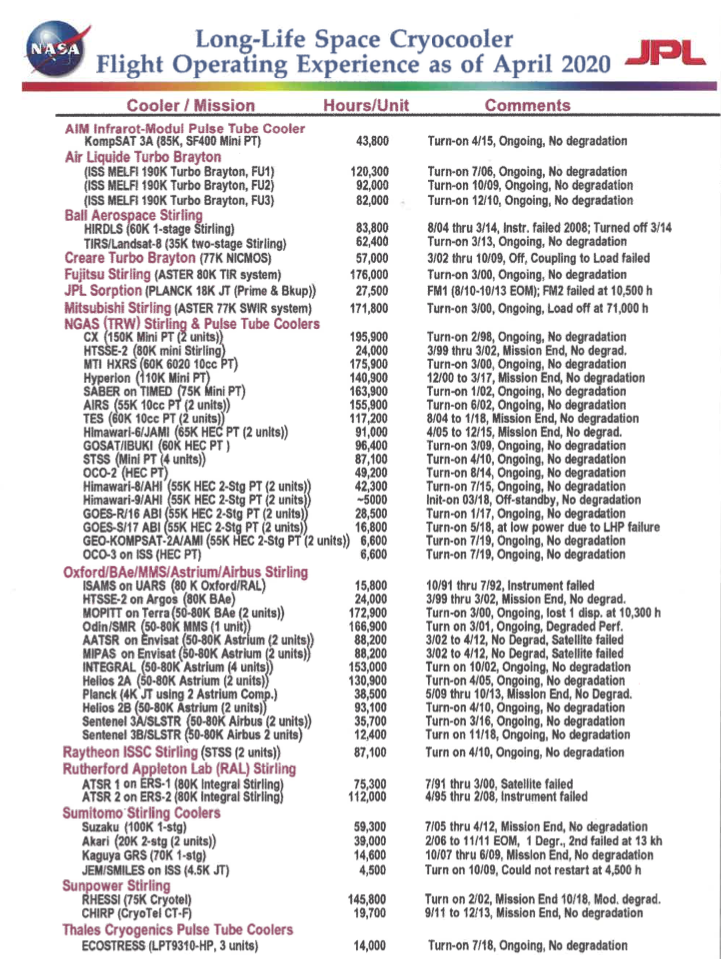 NASA
Long-Life Space Cryocooler
Flight Operating Experience as of April 2020
JPL
Cooler / Mission Hours/Unit Comments
AIM Infrarot-Modul Pulse Tube Cooler
KompSAT 3A (85K, SF400 Mini PT) 43,800 Turn-on 4/15, Ongoing, No degradation
Air Liquide Turbo Brayton
(ISS MELFI 190K Turbo Brayton, FU1) 120,300 Turn-on 7/06, Ongoing, No degradation
(ISS MELFI 190K Turbo Brayton, FU2) 92,000 Turn-on 10/09, Ongoing, No degradation
(ISS MELFI 190K Turbo Brayton, FU3) 82,000 Turn-on 12/10, Ongoing, No degradation
Ball Aerospace Stirling
HIRDLS (60K 1-stage Stirling) 83,800 8/04 thru 3/14, Instr. failed 2008; Turned off 3/14
TIRS/Landsat-8 (35K two-stage Stirling) 62,400 Turn-on 3/13, Ongoing, No degradation
Creare Turbo Brayton (77K NICMOS) 57,000 3/02 thru 10/09, Off, Coupling to Load failed
Fujitsu Stirling (ASTER 80K TIR system) 176,000 Turn-on 3/00, Ongoing, No degradation
JPL Sorption (PLANCK 18K JT (Prime & Bkup)) 27,500 FM1 (8/10-10/13 EOM); FM2 failed at 10,500 h
Mitsubishi Stirling (ASTER 77K SWIR system) 171,800 Turn-on 3/00, Ongoing, Load off at 71,000 h
NGAS (TRW) Stirling & Pulse Tube Coolers
CX (150K Mini PT (2 units)) 195,900 Turn-on 2/98, Ongoing, No degradation
HTSSE-2 (80K mini Stirling) 24,000 3/99 thru 3/02, Mission End, No degrad.
MTI HXRS (60K 6020 10cc PT) 175,900 Turn-on 3/00, Ongoing, No degradation
Hyperion (110K Mini PT) 140,900 12/00 to 3/17, Mission End, No degradation
SABER on TIMED (75K Mini PT) 163,900 Turn-on 1/02, Ongoing, No degradation
AIRS (55K 10cc PT (2 units)) 155,900 Turn-on 6/02, Ongoing, No degradation
TES (60K 10cc PT (2 units)) 117,200 8/04 to 1/18, Mission End, No degradation
Himawari-6/JAMI (65K HEC PT (2 units)) 91,000 4/05 to 12/15, Mission End, No degrad.
GOSAT/IBUKI (60K HEC PT ) 96,400 Turn-on 3/09, Ongoing, No degradation
STSS (Mini PT (4 units)) 87,100 Turn-on 4/10, Ongoing, No degradation
OCO-2 (HEC PT) 49,200 Turn-on 8/14, Ongoing, No degradation
Himawari-8/AHI (55K HEC 2-Stg PT (2 units)) 42,300 Turn-on 7/15, Ongoing, No degradation
Himawari-9/AHI (55K HEC 2-Stg PT (2 units)) ~5000 Init-on 03/18, Off-standby, No degradation
GOES-R/16 ABI (55K HEC 2-Stg PT (2 units)) 28,500 Turn-on 1/17, Ongoing, No degradation
GOES-S/17 ABI (55K HEC 2-Stg PT (2 units)) 16,800 Turn-on 5/18, at low power due to LHP failure
GEO-KOMPSAT-2A/AMI (55K HEC 2-Stg PT (2 units)) 6,600 Turn-on 7/19, Ongoing, No degradation
OCO-3 on ISS (HEC PT) 6,600 Turn-on 7/19, Ongoing, No degradation
Oxford/BAe/MMS/Astrium/Airbus Stirling
ISAMS on UARS (80 K Oxford/RAL) 15,800 10/91 thru 7/92, Instrument failed
HTSSE-2 on Argos (80K BAe) 24,000 3/99 thru 3/02, Mission End, No degrad.
MOPITT on Terra (50-80K BAe (2 units)) 172,900 Turn-on 3/00, Ongoing, lost 1 disp. at 10,300 h
Odin/SMR (50-80K MMS (1 unit)) 166,900 Turn on 3/01, Ongoing, Degraded Perf.
AATSR on Envisat (50-80K Astrium (2 units)) 88,200 3/02 to 4/12, No Degrad, Satellite failed
MIPAS on Envisat (50-80K Astrium (2 units)) 88,200 3/02 to 4/12, No Degrad, Satellite failed
INTEGRAL (50-80K Astrium (4 units)) 153,000 Turn on 10/02, Ongoing, No degradation
Helios 2A (50-80K Astrium (2 units)) 130,900 Turn on 4/05, Ongoing, No degradation
Planck (4K JT using 2 Astrium Comp.) 38,500 5/09 thru 10/13, Mission End, No Degrad.
Helios 2B (50-80K Astrium (2 units)) 93,100 Turn on 4/10, Ongoing, No degradation
Sentenel 3A/SLSTR (50-80K Airbus (2 units)) 35,700 Turn on 3/16, Ongoing, No degradation
Sentenel 3B/SLSTR (50-80K Airbus 2 units) 12,400 Turn on 11/18, Ongoing, No degradation
Raytheon ISSC Stirling (STSS (2 units)) 87,100 Turn on 4/10, Ongoing, No degradation
Rutherford Appleton Lab (RAL) Stirling
ATSR 1 on ERS-1 (80K Integral Stirling) 75,300 7/91 thru 3/00, Satellite failed
ATSR 2 on ERS-2 (80K Integral Stirling) 112,000 4/95 thru 2/08, Instrument failed
Sumitomo Stirling Coolers
Suzaku (100K 1-stg) 59,300 7/05 thru 4/12, Mission End, No degradation
Akari (20K 2-stg (2 units)) 39,000 2/06 to 11/11 EOM, 1 Degr., 2nd failed at 13 kh
Kaguya GRS (70K 1-stg) 14,600 10/07 thru 6/09, Mission End, No degradation
JEM/SMILES on ISS (4.5K JT) 4,500 Turn on 10/09, Could not restart at 4,500 h
Sunpower Stirling
RHESSI (75K Cryotel) 145,800 Turn on 2/02, Mission End 10/18, Mod. degrad.
CHIRP (CryoTel CT-F) 19,700 9/11 to 12/13, Mission End, No degradation
Thales Cryogenics Pulse Tube Coolers
ECOSTRESS (LPT9310-HP, 3 units) 14,000 Turn-on 7/18, Ongoing, No degradation